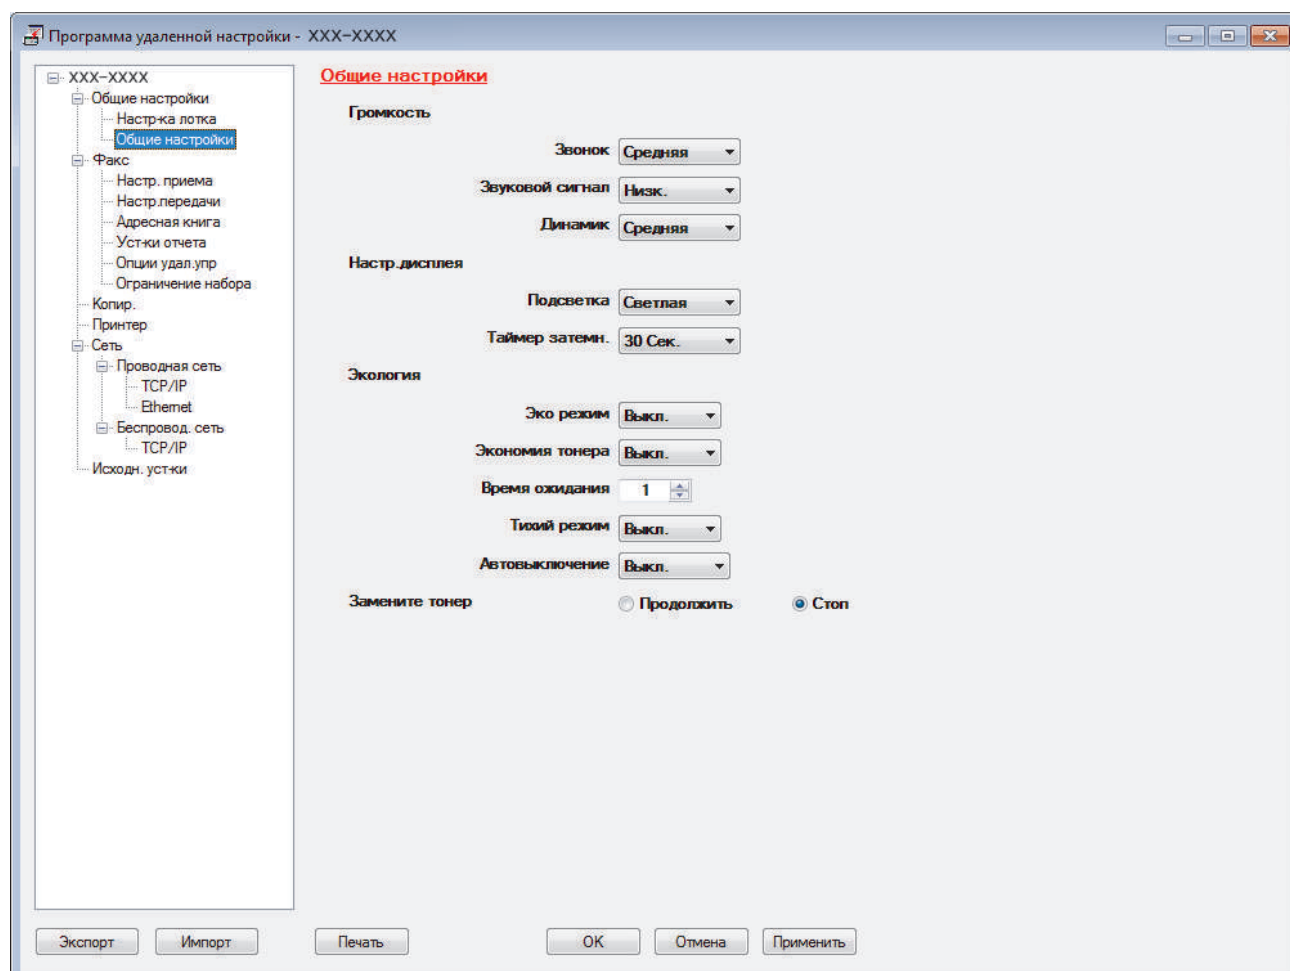 Программа удаленной настройки - XXX-XXXX
XXX-XXXX
Общие настройки
Настр-ка лотка
Общие настройки
Факс
Настр. приема
Настр.передачи
Адресная книга
Уст-ки отчета
Опции удал.упр
Ограничение набора
Копир.
Принтер
Сеть
Проводная сеть
TCP/IP
Ethernet
Беспровод. сеть
TCP/IP
Исходн. уст-ки
Общие настройки
Громкость
Звонок Средняя
Звуковой сигнал Низк.
Динамик Средняя
Настр.дисплея
Подсветка Светлая
Таймер затемн. 30 Сек.
Экология
Эко режим Выкл.
Экономия тонера Выкл.
Время ожидания 1
Тихий режим Выкл.
Автовыключение Выкл.
Замените тонер Продолжить Стоп
Экспорт Импорт Печать OK Отмена Применить